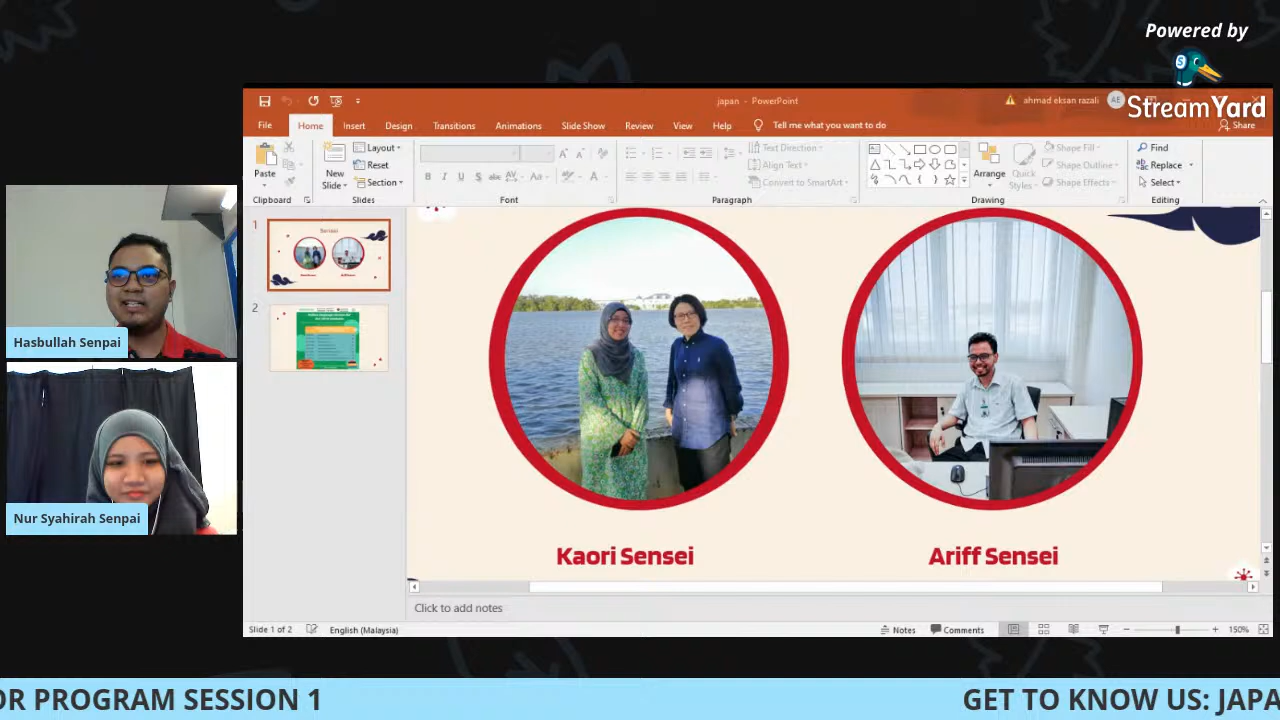 Powered by
StreamYard
japan - PowerPoint
ahmad eksan razali
AE
File
Home
Insert
Design
Transitions
Animations
Slide Show
Review
View
Help
Tell me what you want to do
Share
Paste
New
Slide
Layout
Reset
Section
B I U S
Text Direction
Align Text
Convert to SmartArt
Arrange
Quick
Styles
Shape Fill
Shape Outline
Shape Effects
Find
Replace
Select
Clipboard
Slides
Font
Paragraph
Drawing
Editing
1
Sensei
2
Hasbullah Senpai
Nur Syahirah Senpai
Kaori Sensei
Ariff Sensei
Click to add notes
Slide 1 of 2
English (Malaysia)
Notes
Comments
150%
OR PROGRAM SESSION 1
GET TO KNOW US: JAPA